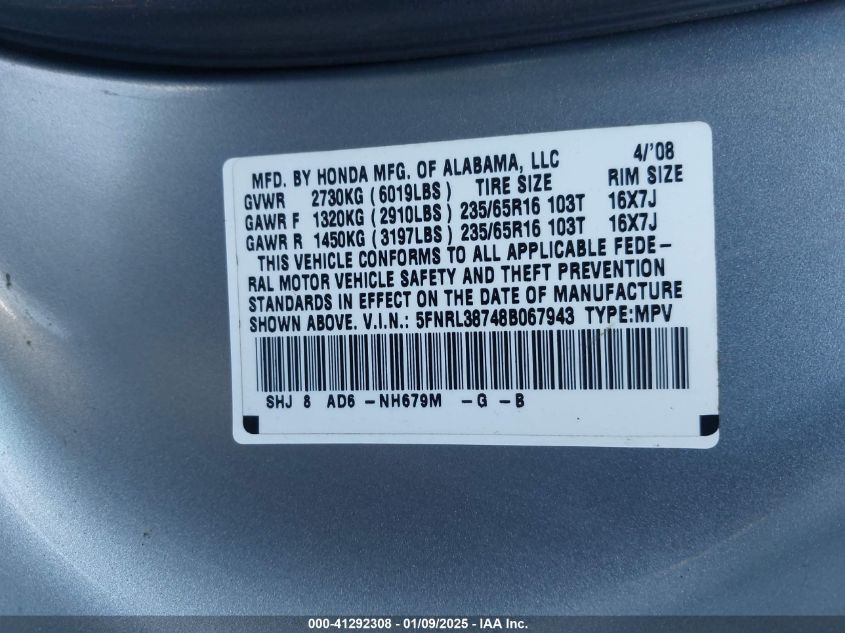 MFD. BY HONDA MFG. OF ALABAMA, LLC 4/'08
GVWR 2730KG (6019LBS) TIRE SIZE RIM SIZE
GAWR F 1320KG (2910LBS) 235/65R16 103T 16X7J
GAWR R 1450KG (3197LBS) 235/65R16 103T 16X7J
THIS VEHICLE CONFORMS TO ALL APPLICABLE FEDE-
RAL MOTOR VEHICLE SAFETY AND THEFT PREVENTION
STANDARDS IN EFFECT ON THE DATE OF MANUFACTURE
SHOWN ABOVE. V.I.N.: 5FNRL38748B067943 TYPE:MPV
SHJ 8 AD6 -NH679M -G -B
000-41292308 - 01/09/2025 - IAA Inc.